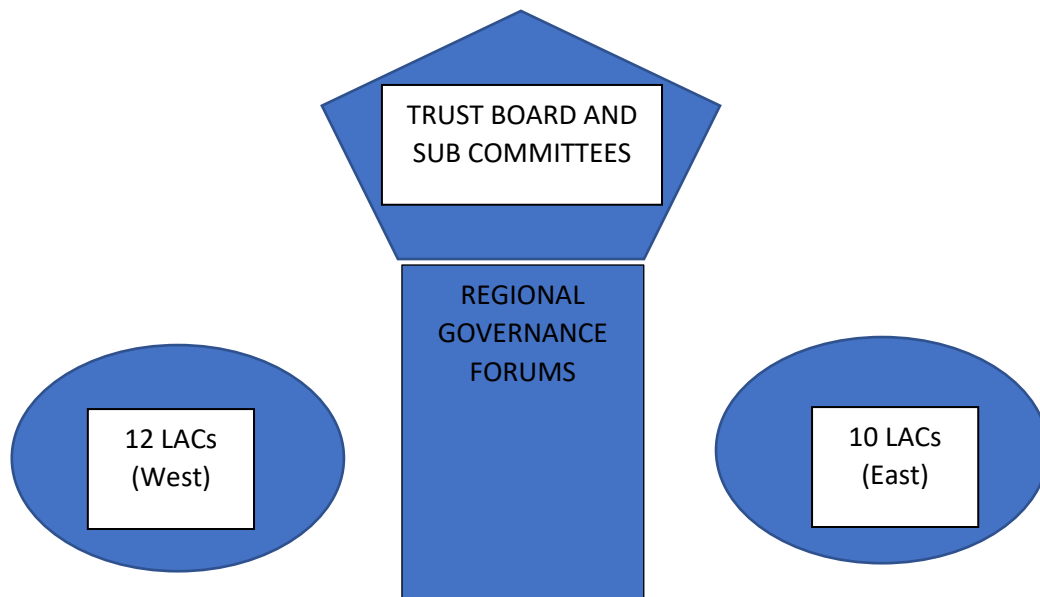 TRUST BOARD AND
SUB COMMITTEES
REGIONAL
GOVERNANCE
FORUMS
12 LACs
(West)
10 LACs
(East)